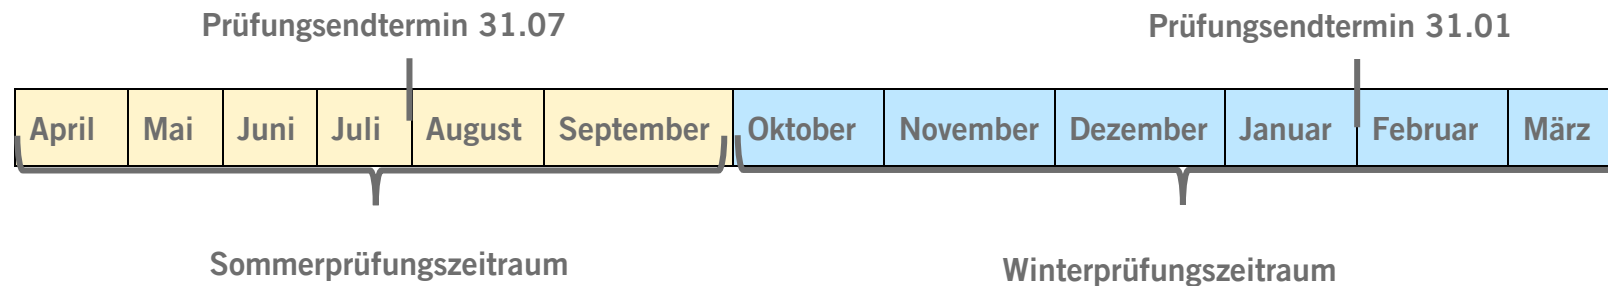 Prüfungsendtermin 31.07
Prüfungsendtermin 31.01
April Mai Juni Juli August September Oktober November Dezember Januar Februar März
Sommerprüfungszeitraum
Winterprüfungszeitraum